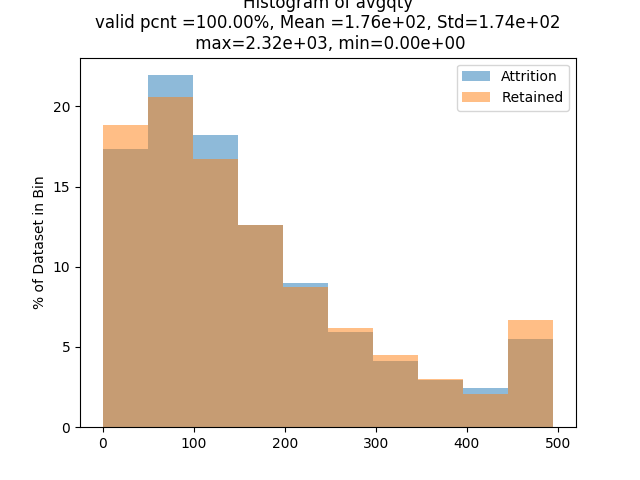 Histogram of avgqty
valid pcnt =100.00%, Mean =1.76e+02, Std=1.74e+02
max=2.32e+03, min=0.00e+00
Attrition
Retained
% of Dataset in Bin
20
15
10
5
0
0 100 200 300 400 500